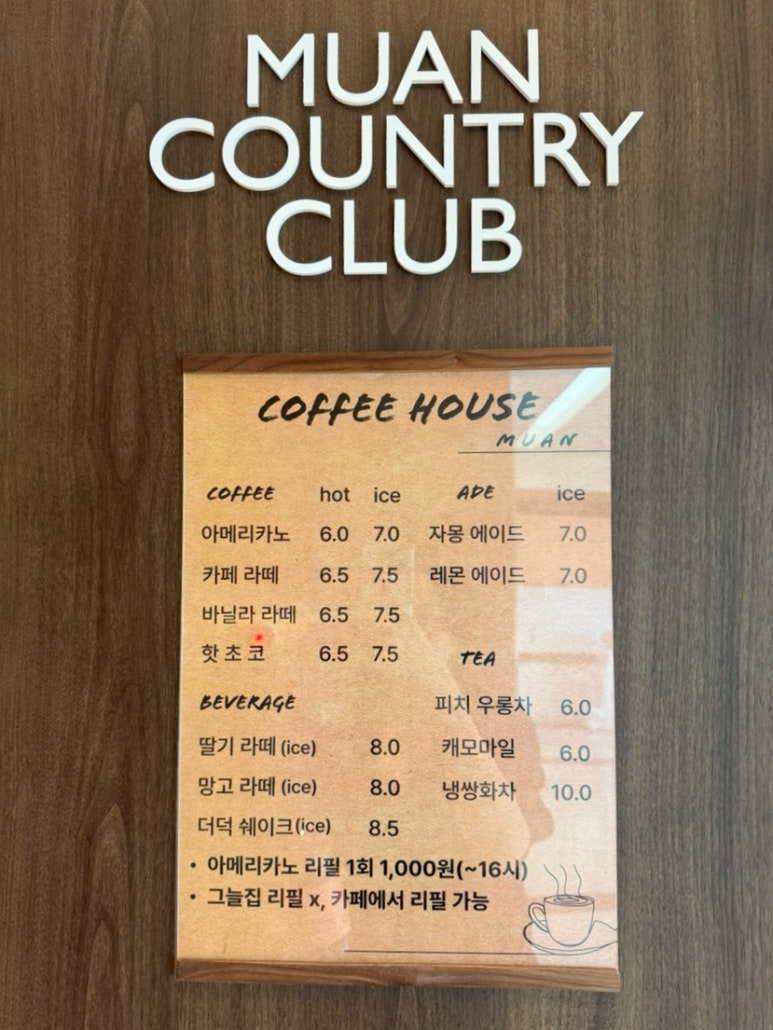 MUAN
COUNTRY
CLUB
COFFEE HOUSE
MUAN
COFFEE hot ice
아메리카노 6.0 7.0
카페 라떼 6.5 7.5
바닐라 라떼 6.5 7.5
핫 초 코 6.5 7.5
BEVERAGE
딸기 라떼 (ice) 8.0
망고 라떼 (ice) 8.0
더덕 쉐이크(ice) 8.5
ADE ice
자몽 에이드 7.0
레몬 에이드 7.0
TEA
피치 우롱차 6.0
캐모마일 6.0
냉쌍화차 10.0
• 아메리카노 리필 1회 1,000원(~16시)
• 그늘집 리필 x, 카페에서 리필 가능